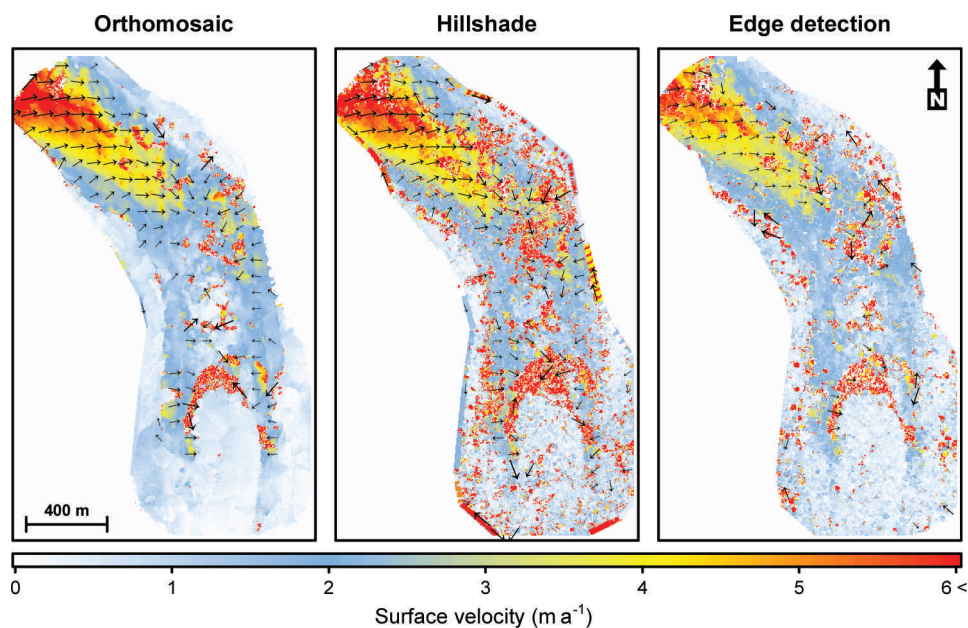 Orthomosaic
Hillshade
Edge detection
N
400 m
0 1 2 3 4 5 6 <
Surface velocity (m a⁻¹)